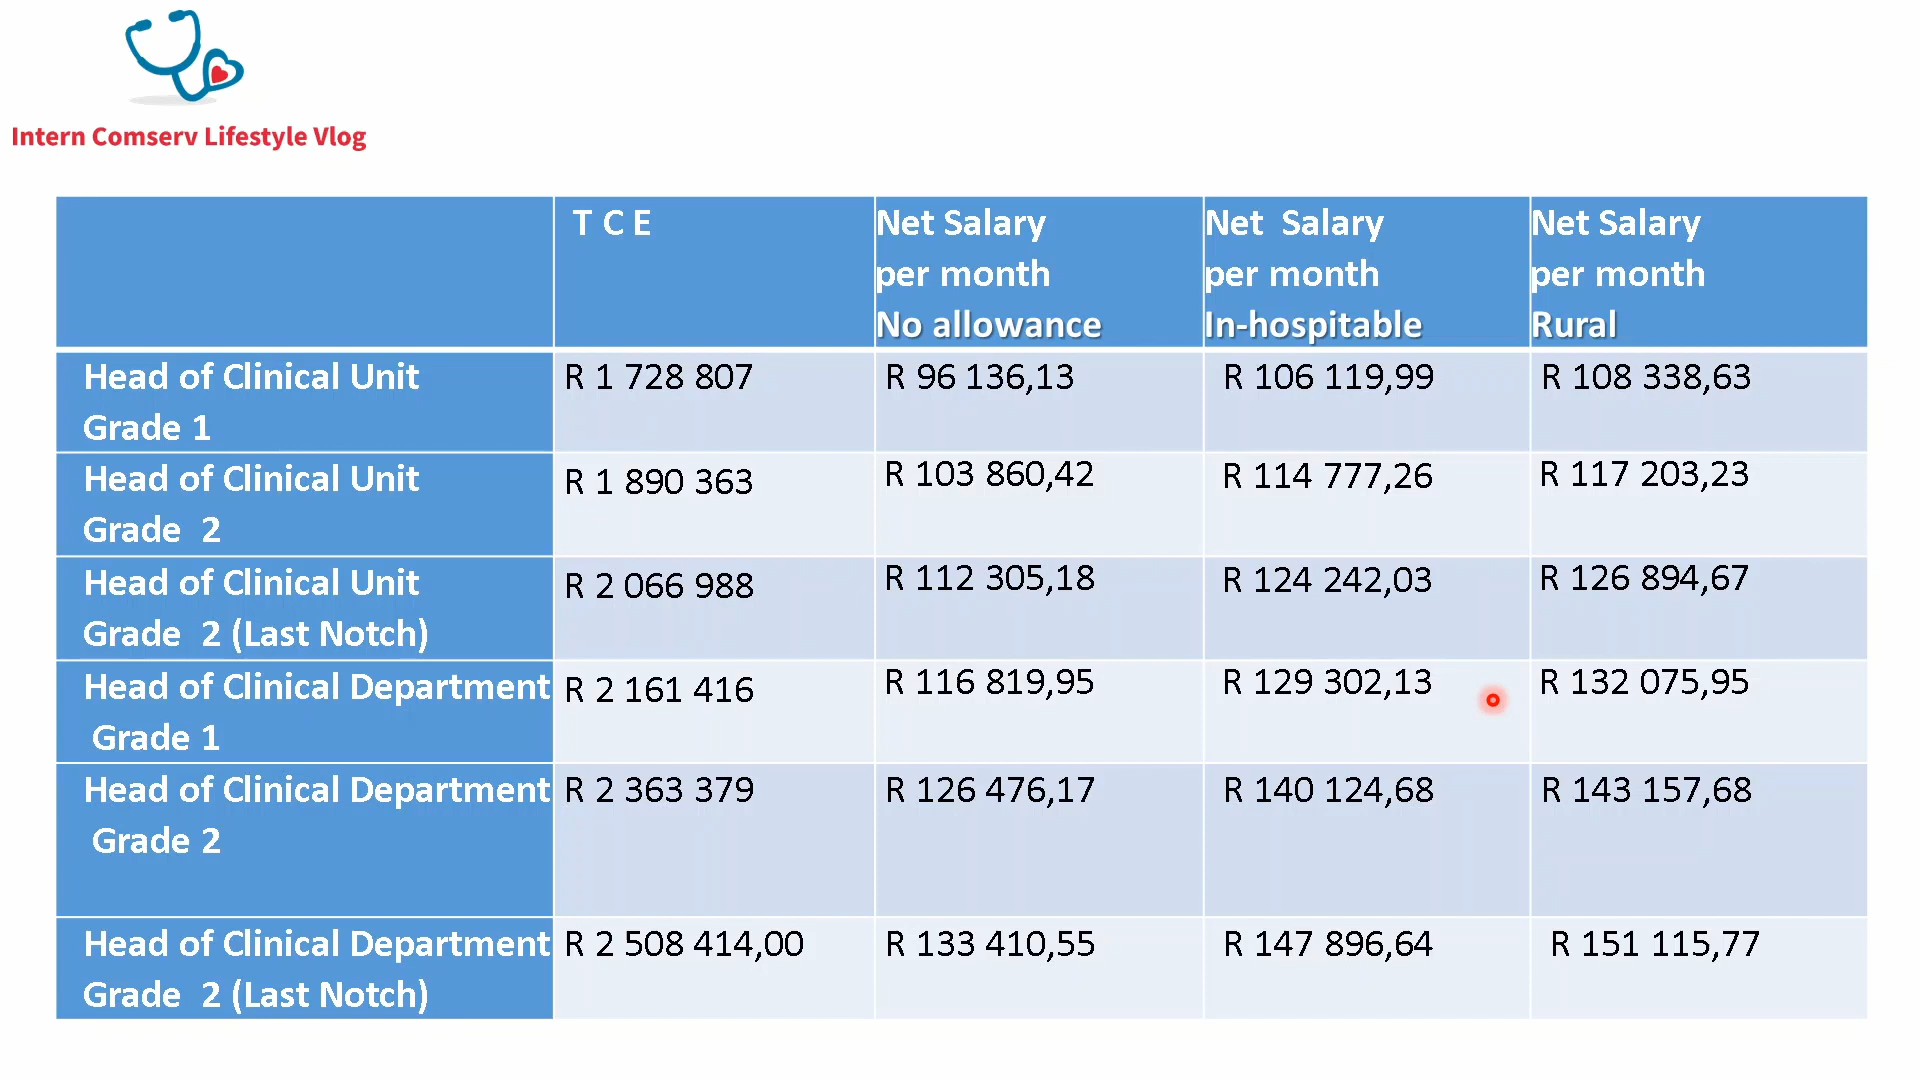 Intern Comserv Lifestyle Vlog
T C E
Net Salary
per month
No allowance
Net  Salary
per month
In-hospitable
Net Salary
per month
Rural
Head of Clinical Unit
Grade 1
R 1 728 807
R 96 136,13
R 106 119,99
R 108 338,63
Head of Clinical Unit
Grade  2
R 1 890 363
R 103 860,42
R 114 777,26
R 117 203,23
Head of Clinical Unit
Grade  2 (Last Notch)
R 2 066 988
R 112 305,18
R 124 242,03
R 126 894,67
Head of Clinical Department
Grade 1
R 2 161 416
R 116 819,95
R 129 302,13
R 132 075,95
Head of Clinical Department
Grade 2
R 2 363 379
R 126 476,17
R 140 124,68
R 143 157,68
Head of Clinical Department
Grade  2 (Last Notch)
R 2 508 414,00
R 133 410,55
R 147 896,64
R 151 115,77